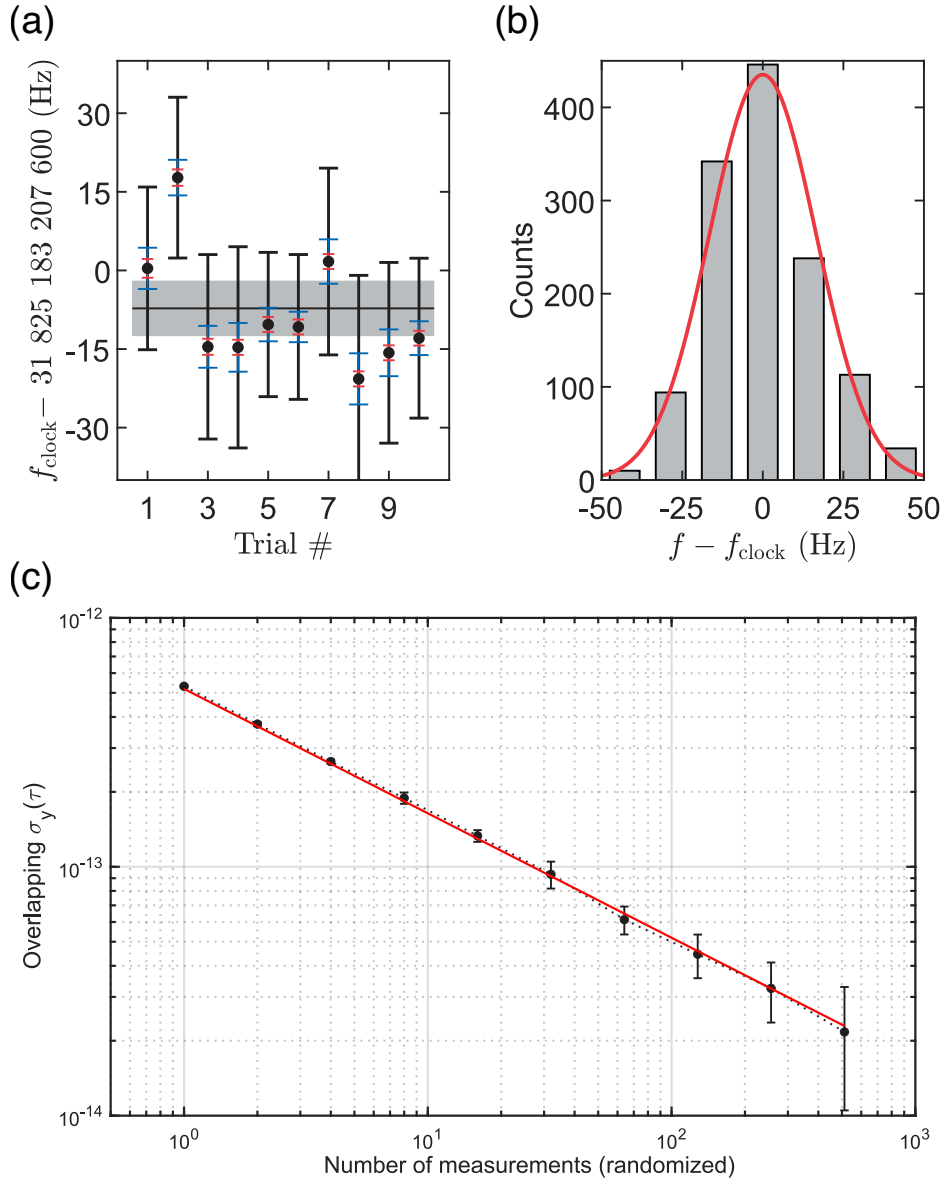 (a)
f_clock − 31 825 183 207 600 (Hz)
30
15
0
-15
-30
1 3 5 7 9
Trial #
(b)
Counts
400
300
200
100
0
-50 -25 0 25 50
f − f_clock (Hz)
(c)
Overlapping σ_y(τ)
10^-12
10^-13
10^-14
10^0 10^1 10^2 10^3
Number of measurements (randomized)